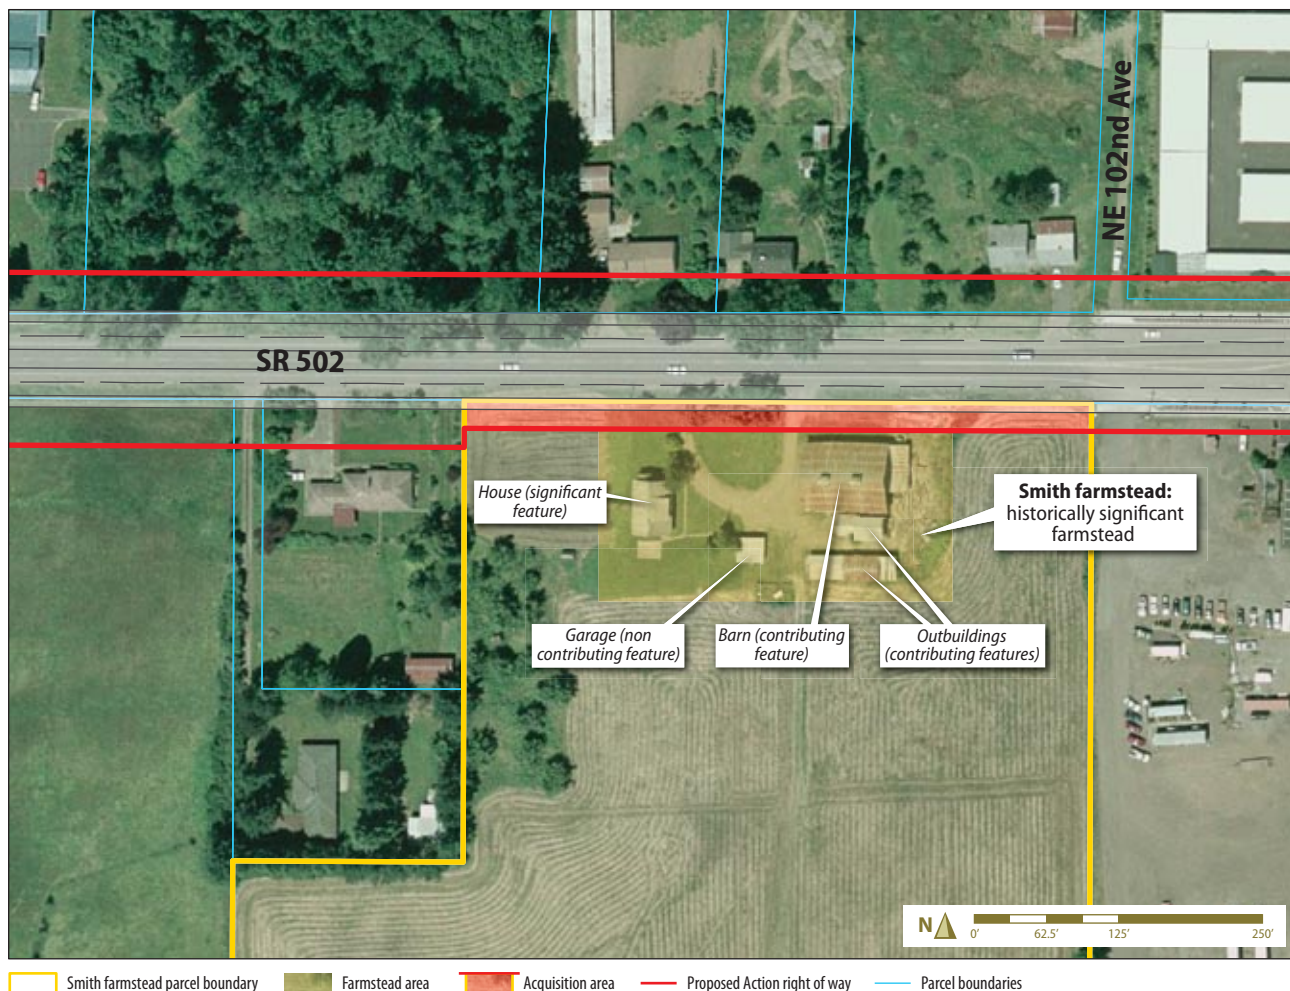 NE 102nd Ave
SR 502
House (significant
feature)
Smith farmstead:
historically significant
farmstead
Garage (non
contributing feature)
Barn (contributing
feature)
Outbuildings
(contributing features)
N
0’ 62.5’ 125’ 250’
Smith farmstead parcel boundary Farmstead area Acquisition area Proposed Action right of way Parcel boundaries